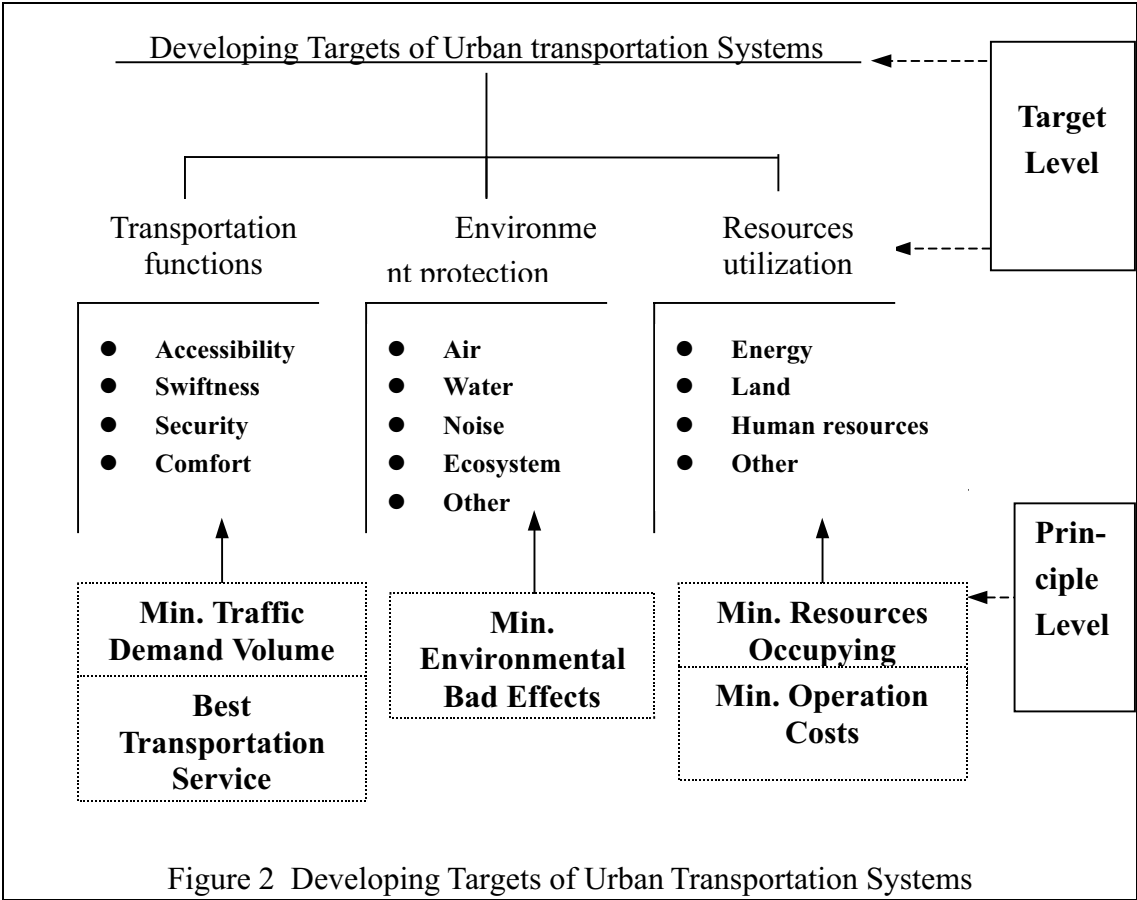 Developing Targets of Urban transportation Systems
Target
Level
Transportation
functions
Environme
nt protection
Resources
utilization
● Accessibility
● Swiftness
● Security
● Comfort
● Air
● Water
● Noise
● Ecosystem
● Other
● Energy
● Land
● Human resources
● Other
Prin-
ciple
Level
Min. Traffic
Demand Volume
Best
Transportation
Service
Min.
Environmental
Bad Effects
Min. Resources
Occupying
Min. Operation
Costs
Figure 2 Developing Targets of Urban Transportation Systems